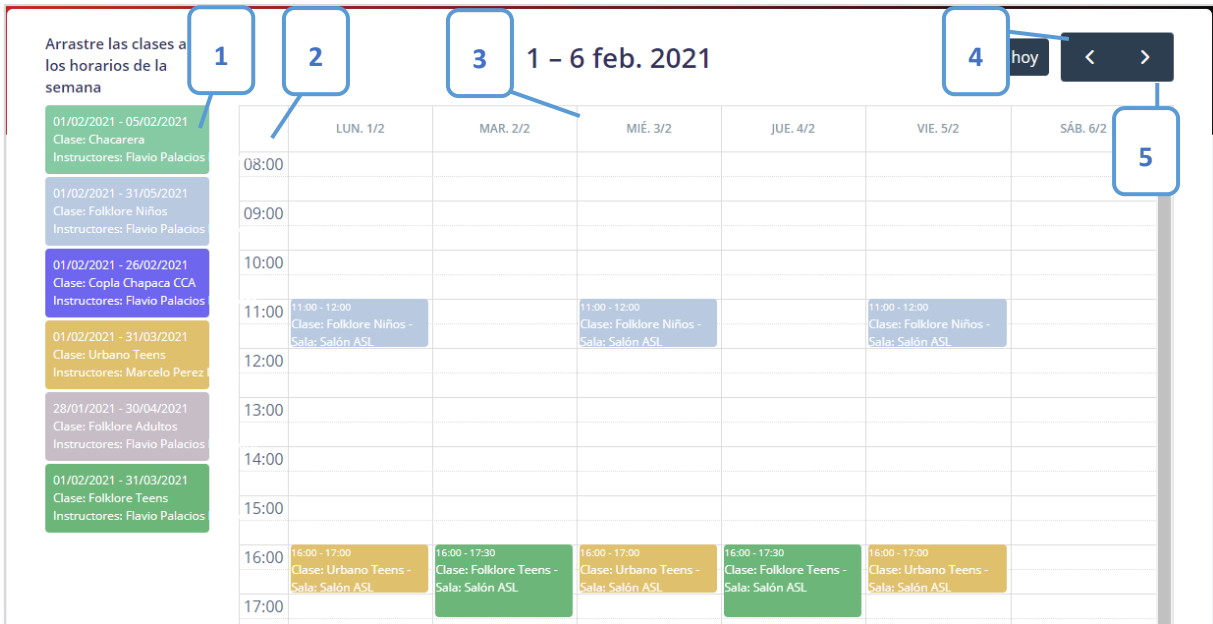 Arrastre las clases a
los horarios de la
semana
1
2
3
1 – 6 feb. 2021
4
hoy
5
01/02/2021 - 05/02/2021
Clase: Chacarera
Instructores: Flavio Palacios
01/02/2021 - 31/05/2021
Clase: Folklore Niños
Instructores: Flavio Palacios
01/02/2021 - 26/02/2021
Clase: Copla Chapaca CCA
Instructores: Flavio Palacios
01/02/2021 - 31/03/2021
Clase: Urbano Teens
Instructores: Marcelo Perez
28/01/2021 - 30/04/2021
Clase: Folklore Adultos
Instructores: Flavio Palacios
01/02/2021 - 31/03/2021
Clase: Folklore Teens
Instructores: Flavio Palacios
LUN. 1/2 MAR. 2/2 MIÉ. 3/2 JUE. 4/2 VIE. 5/2 SÁB. 6/2
08:00
09:00
10:00
11:00
11:00 - 12:00
Clase: Folklore Niños -
Sala: Salón ASL
11:00 - 12:00
Clase: Folklore Niños -
Sala: Salón ASL
11:00 - 12:00
Clase: Folklore Niños -
Sala: Salón ASL
12:00
13:00
14:00
15:00
16:00
16:00 - 17:00
Clase: Urbano Teens -
Sala: Salón ASL
16:00 - 17:30
Clase: Folklore Teens -
Sala: Salón ASL
16:00 - 17:00
Clase: Urbano Teens -
Sala: Salón ASL
16:00 - 17:30
Clase: Folklore Teens -
Sala: Salón ASL
16:00 - 17:00
Clase: Urbano Teens -
Sala: Salón ASL
17:00